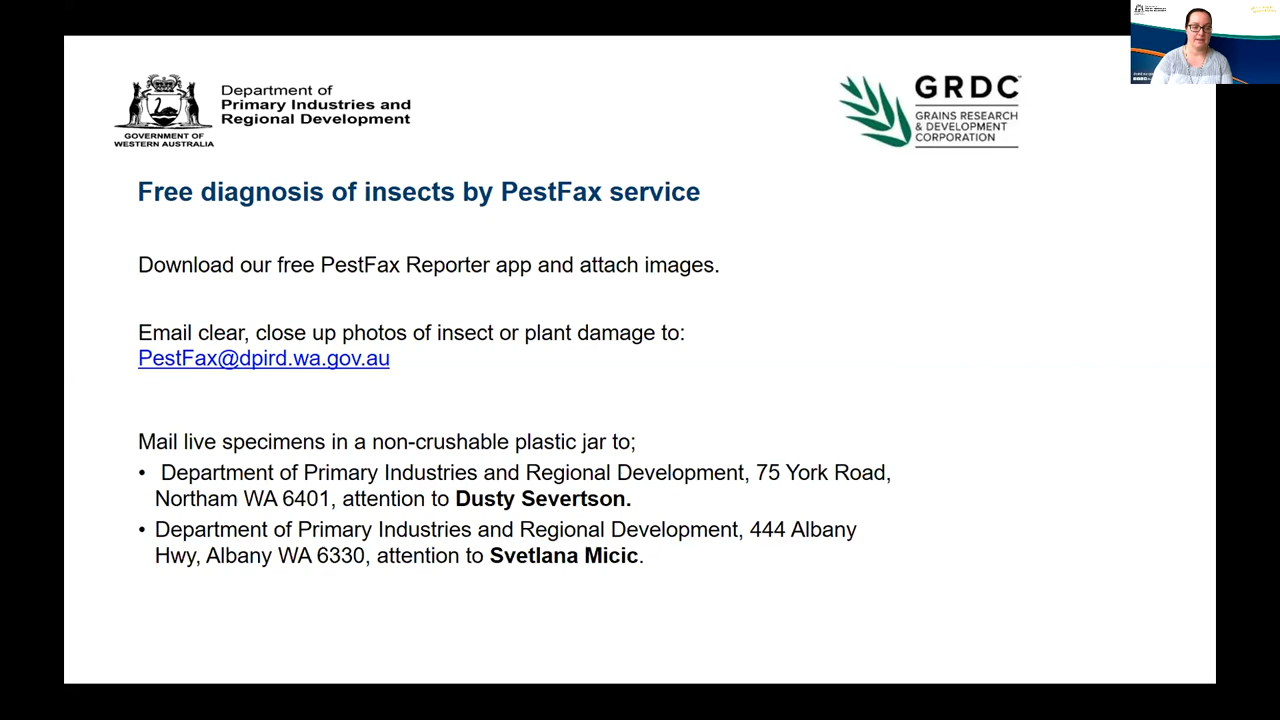 Department of
Primary Industries and
Regional Development
GOVERNMENT OF
WESTERN AUSTRALIA
GRDC™
GRAINS RESEARCH
& DEVELOPMENT
CORPORATION
Free diagnosis of insects by PestFax service
Download our free PestFax Reporter app and attach images.
Email clear, close up photos of insect or plant damage to:
PestFax@dpird.wa.gov.au
Mail live specimens in a non-crushable plastic jar to;
• Department of Primary Industries and Regional Development, 75 York Road,
Northam WA 6401, attention to Dusty Severtson.
• Department of Primary Industries and Regional Development, 444 Albany
Hwy, Albany WA 6330, attention to Svetlana Micic.